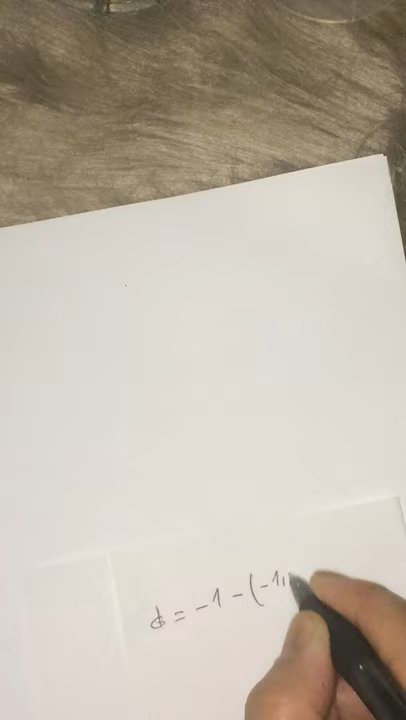 d = -1 - (-1,